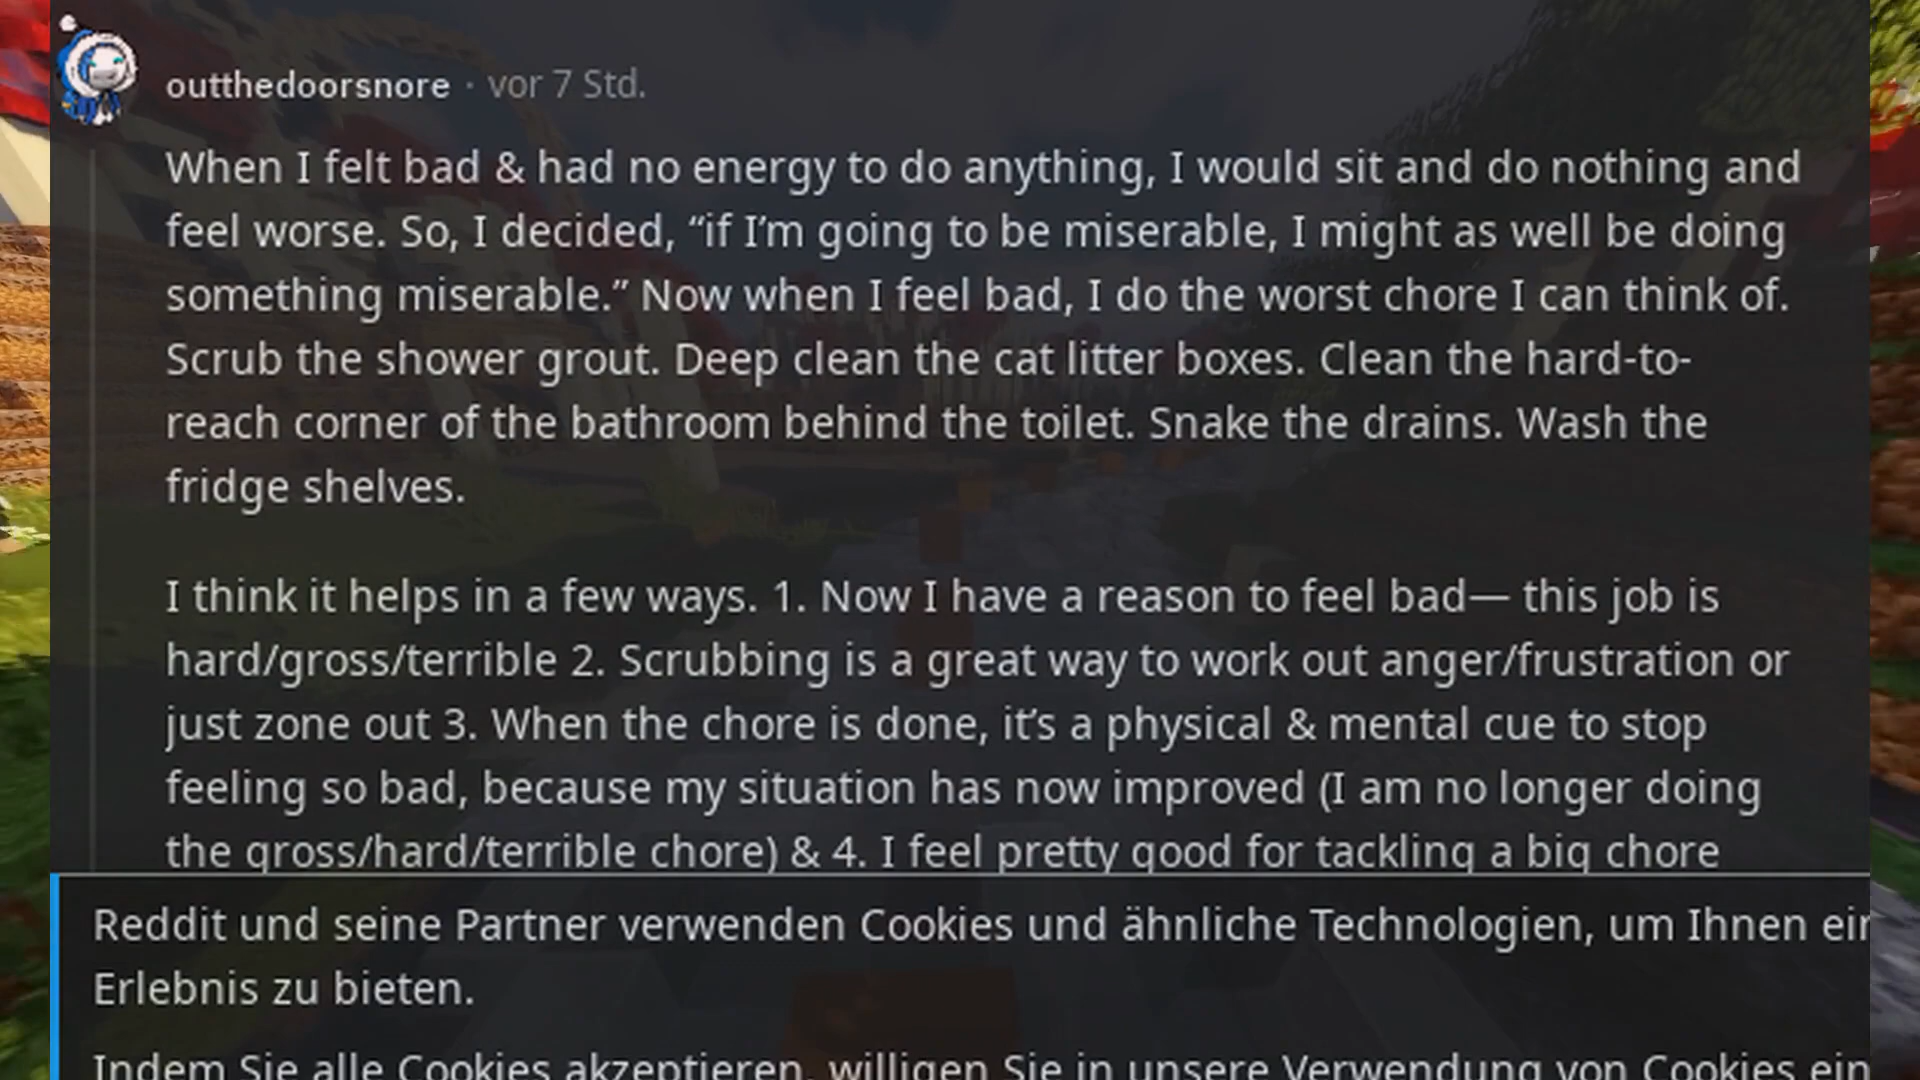 outthedoorsnore · vor 7 Std.
When I felt bad & had no energy to do anything, I would sit and do nothing and
feel worse. So, I decided, “if I’m going to be miserable, I might as well be doing
something miserable.” Now when I feel bad, I do the worst chore I can think of.
Scrub the shower grout. Deep clean the cat litter boxes. Clean the hard-to-
reach corner of the bathroom behind the toilet. Snake the drains. Wash the
fridge shelves.
I think it helps in a few ways. 1. Now I have a reason to feel bad— this job is
hard/gross/terrible 2. Scrubbing is a great way to work out anger/frustration or
just zone out 3. When the chore is done, it’s a physical & mental cue to stop
feeling so bad, because my situation has now improved (I am no longer doing
the gross/hard/terrible chore) & 4. I feel pretty good for tackling a big chore
Reddit und seine Partner verwenden Cookies und ähnliche Technologien, um Ihnen ein
Erlebnis zu bieten.
Indem Sie alle Cookies akzeptieren, willigen Sie in unsere Verwendung von Cookies ein